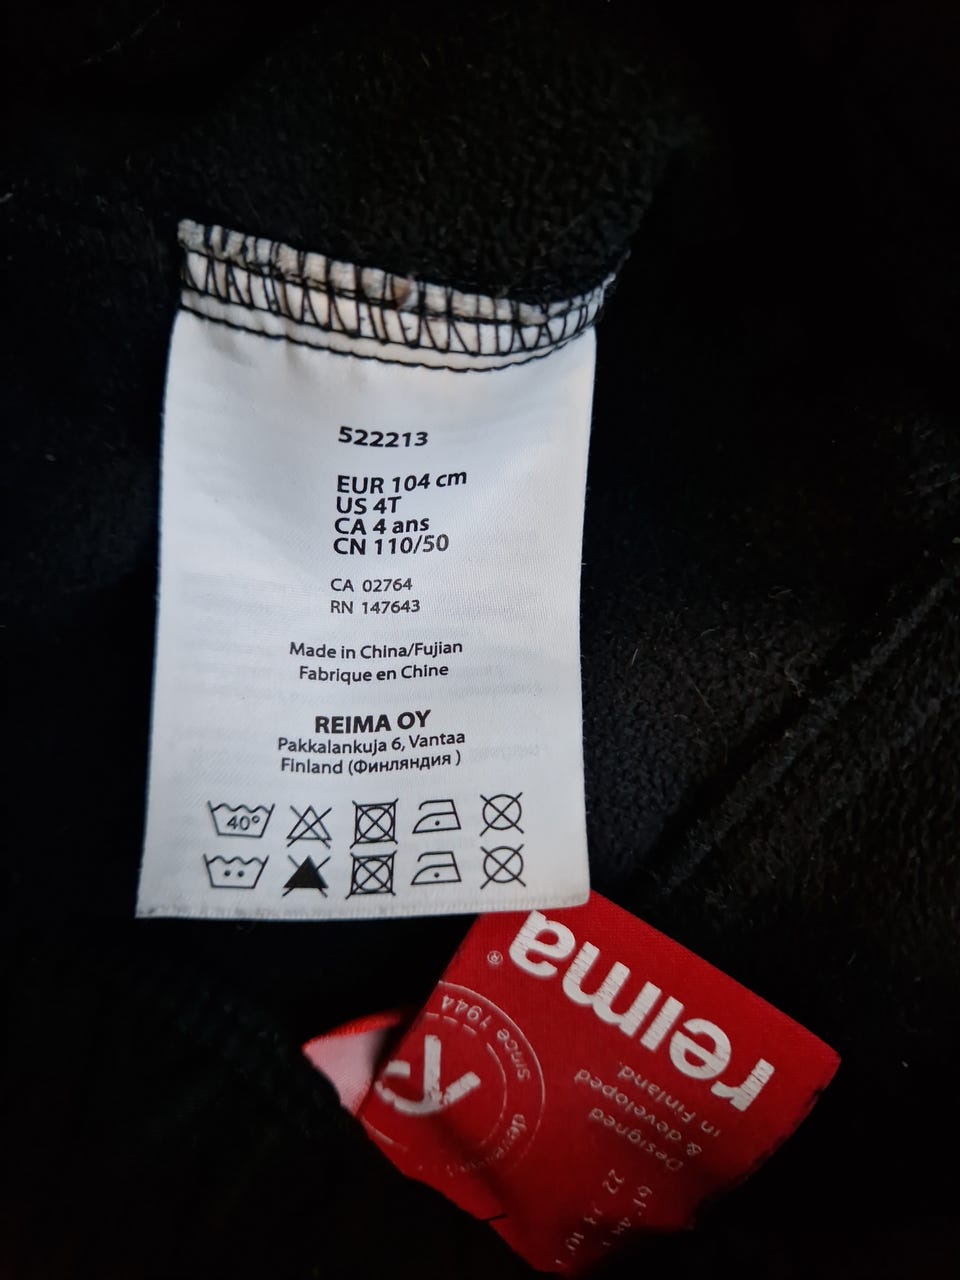 522213
EUR 104 cm
US 4T
CA 4 ans
CN 110/50
CA 02764
RN 147643
Made in China/Fujian
Fabrique en Chine
REIMA OY
Pakkalankuja 6, Vantaa
Finland (Финляндия )
40°
reima®
since 1944
Designed
& developed
in Finland.